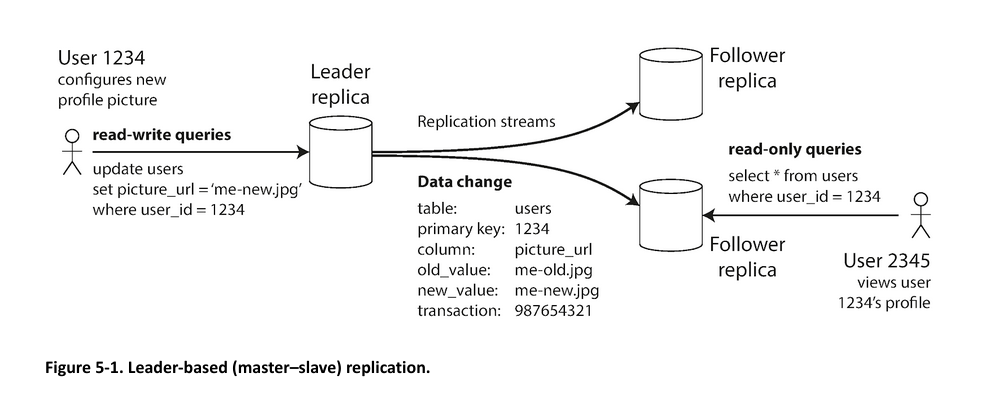 User 1234
configures new
profile picture
read-write queries
update users
set picture_url = ‘me-new.jpg’
where user_id = 1234
Leader
replica
Replication streams
Data change
table: users
primary key: 1234
column: picture_url
old_value: me-old.jpg
new_value: me-new.jpg
transaction: 987654321
Follower
replica
read-only queries
select * from users
where user_id = 1234
Follower
replica
User 2345
views user
1234’s profile
Figure 5-1. Leader-based (master–slave) replication.